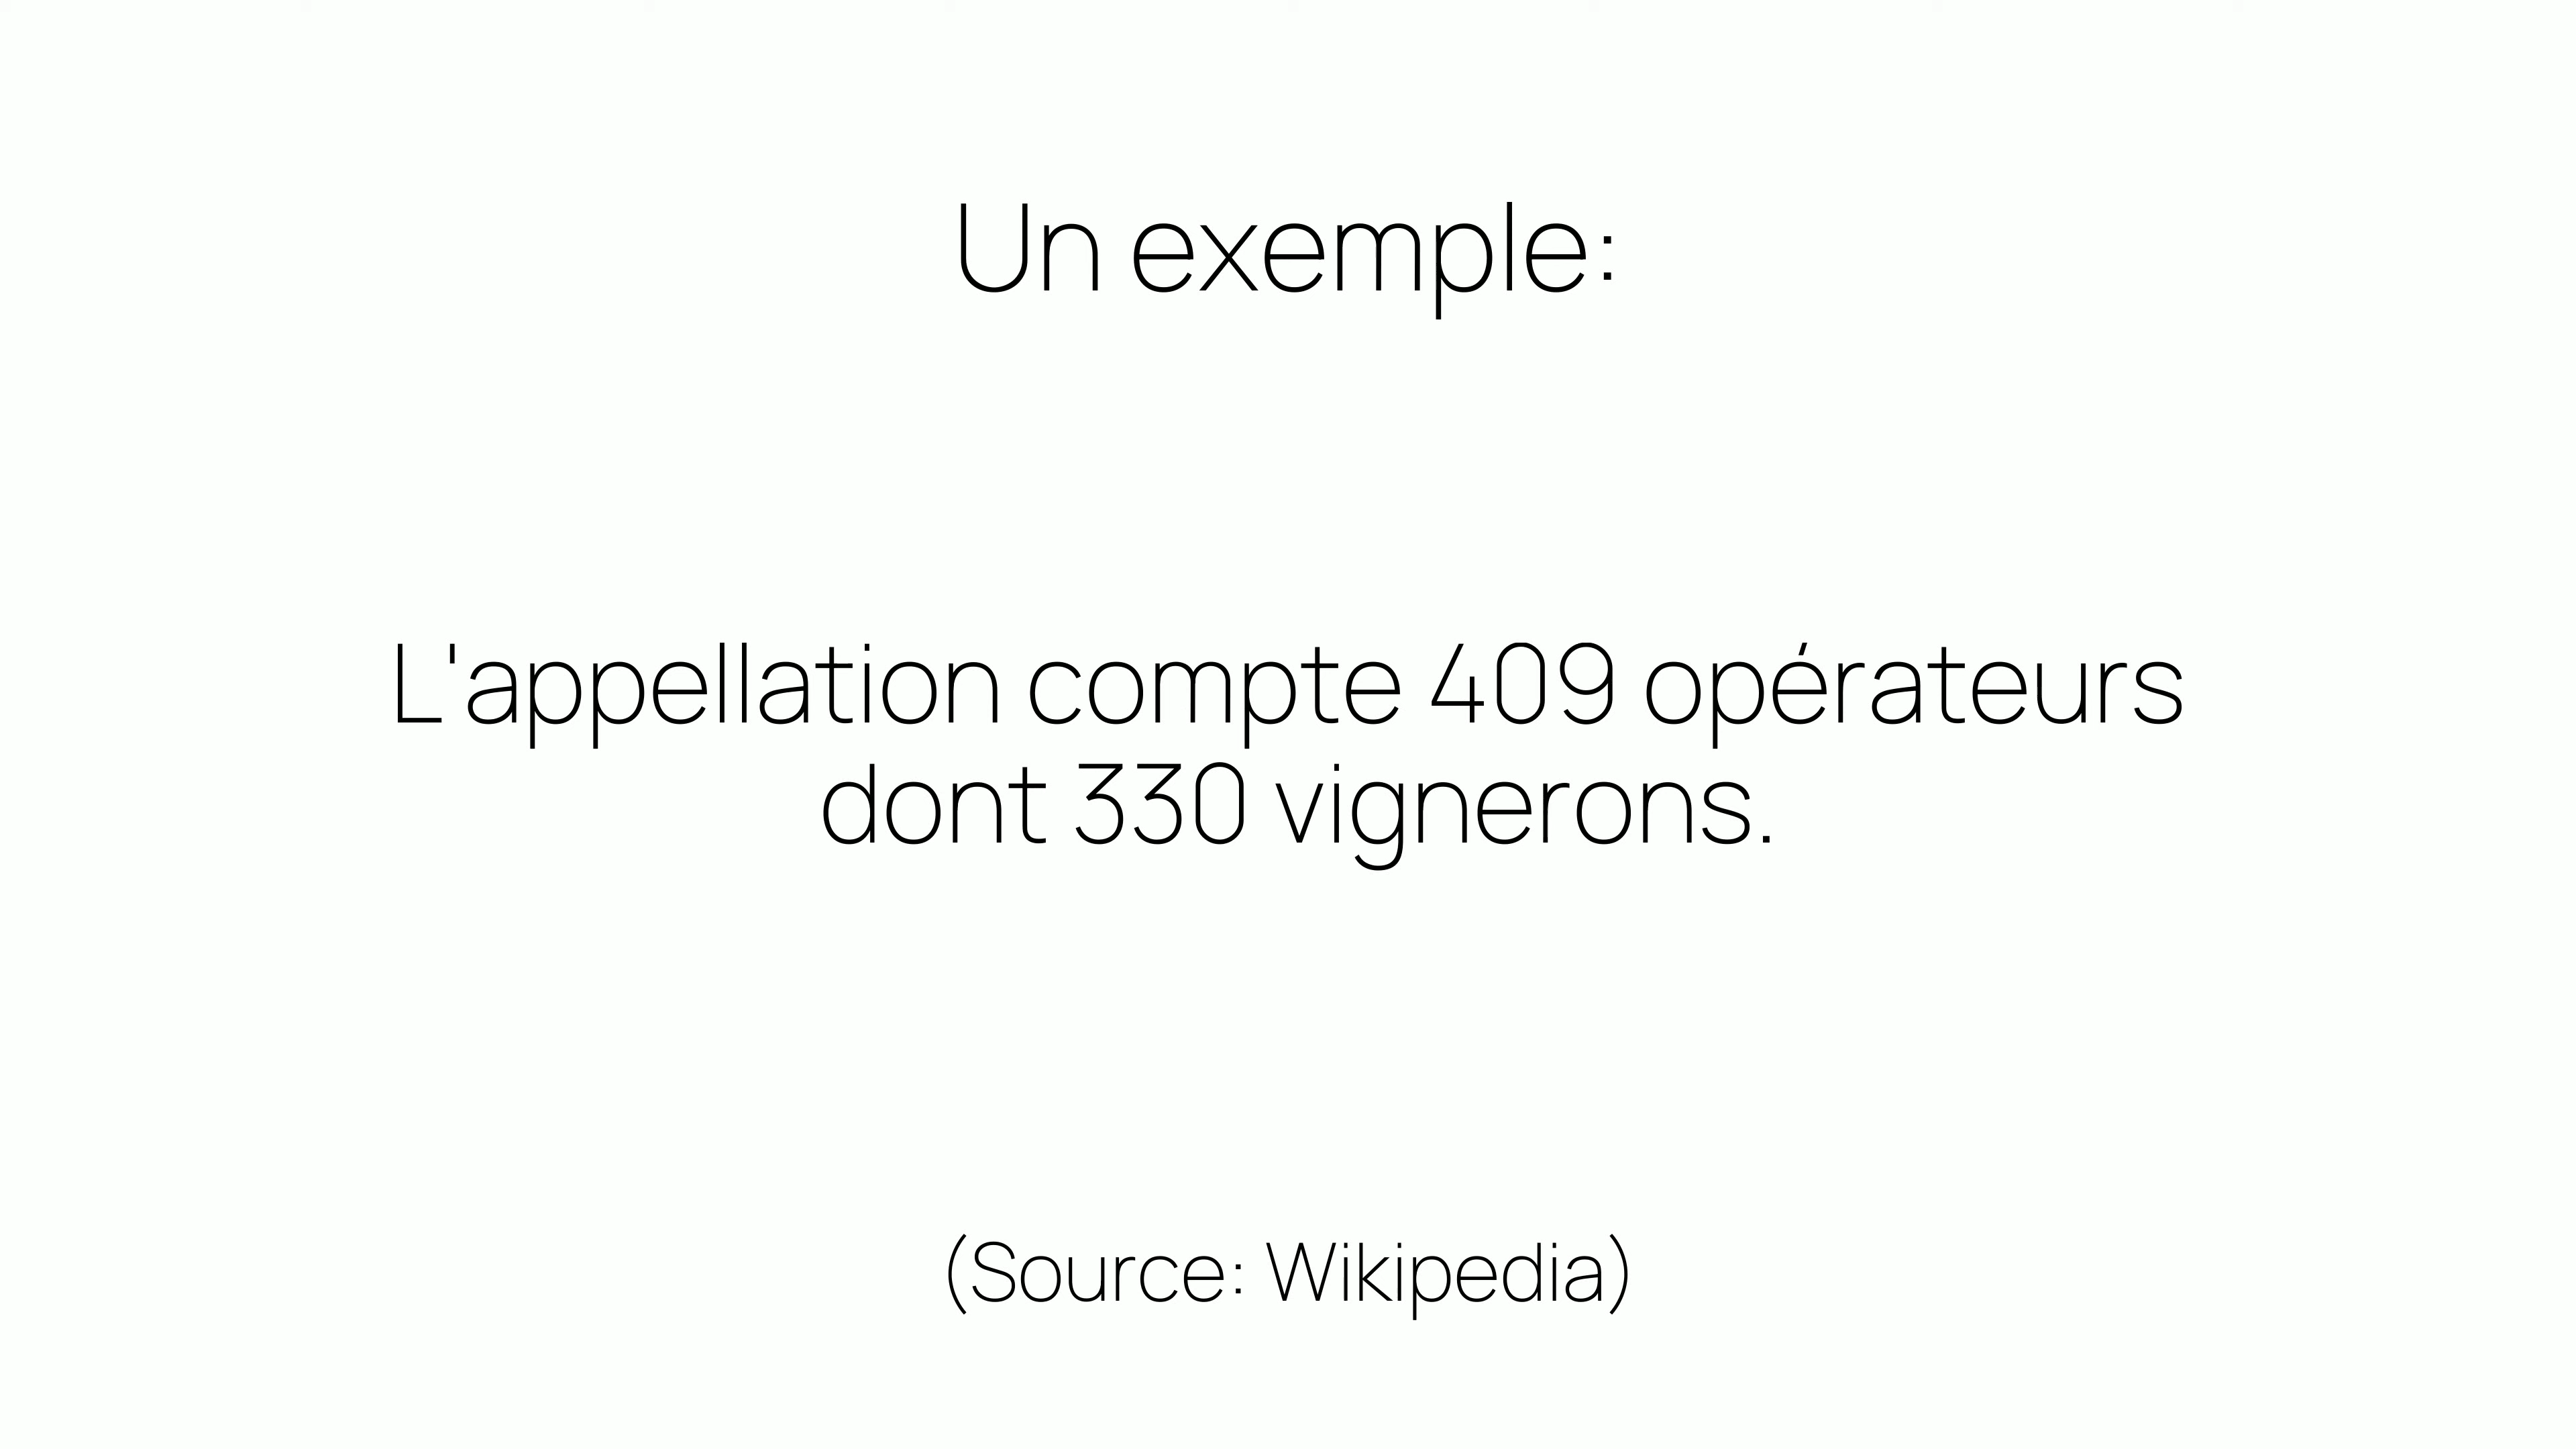 Un exemple:
L'appellation compte 409 opérateurs
dont 330 vignerons.
(Source: Wikipedia)